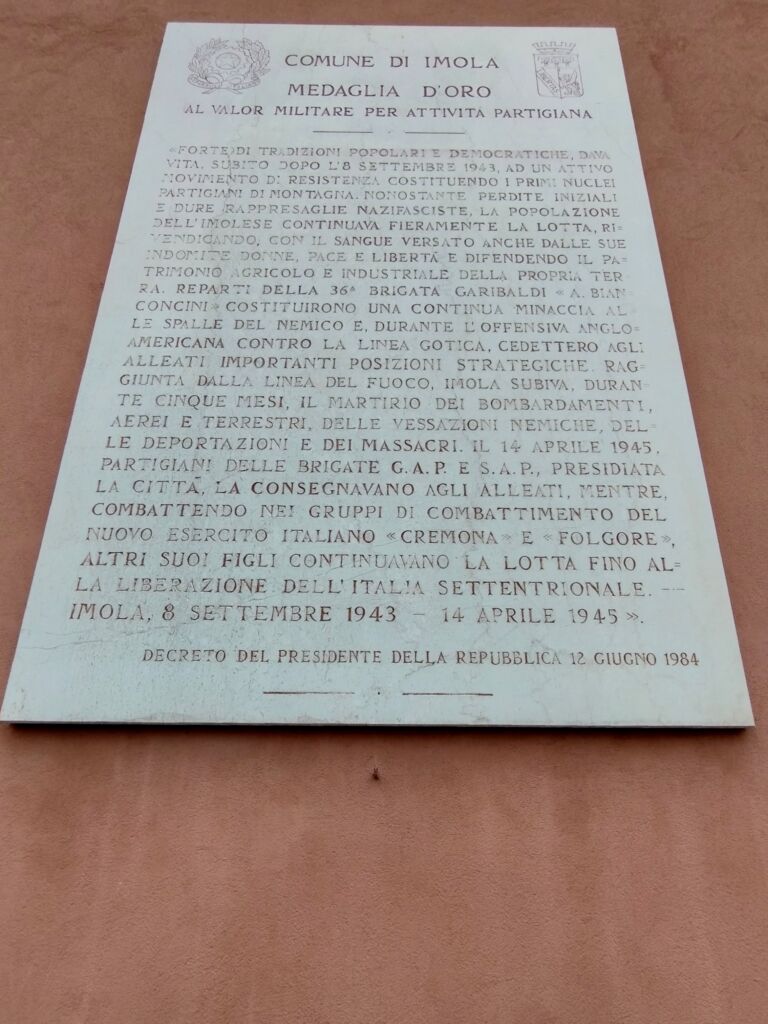 COMUNE DI IMOLA
MEDAGLIA D'ORO
AL VALOR MILITARE PER ATTIVITA PARTIGIANA
«FORTE DI TRADIZIONI POPOLARI E DEMOCRATICHE, DAVA
VITA, SUBITO DOPO L'8 SETTEMBRE 1943, AD UN ATTIVO
MOVIMENTO DI RESISTENZA COSTITUENDO I PRIMI NUCLEI
PARTIGIANI DI MONTAGNA. NONOSTANTE PERDITE INIZIALI
E DURE RAPPRESAGLIE NAZIFASCISTE, LA POPOLAZIONE
DELL'IMOLESE CONTINUAVA FIERAMENTE LA LOTTA, RI=
VENDICANDO, CON IL SANGUE VERSATO ANCHE DALLE SUE
INDOMITE DONNE, PACE E LIBERTÀ E DIFENDENDO IL PA=
TRIMONIO AGRICOLO E INDUSTRIALE DELLA PROPRIA TER=
RA. REPARTI DELLA 36ª BRIGATA GARIBALDI «A. BIAN=
CONCINI» COSTITUIRONO UNA CONTINUA MINACCIA AL=
LE SPALLE DEL NEMICO E, DURANTE L'OFFENSIVA ANGLO=
AMERICANA CONTRO LA LINEA GOTICA, CEDETTERO AGLI
ALLEATI IMPORTANTI POSIZIONI STRATEGICHE. RAG=
GIUNTA DALLA LINEA DEL FUOCO, IMOLA SUBIVA, DURAN=
TE CINQUE MESI, IL MARTIRIO DEI BOMBARDAMENTI,
AEREI E TERRESTRI, DELLE VESSAZIONI NEMICHE, DEL=
LE DEPORTAZIONI E DEI MASSACRI. IL 14 APRILE 1945,
PARTIGIANI DELLE BRIGATE G.A.P. E S.A.P., PRESIDIATA
LA CITTÀ, LA CONSEGNAVANO AGLI ALLEATI, MENTRE,
COMBATTENDO NEI GRUPPI DI COMBATTIMENTO DEL
NUOVO ESERCITO ITALIANO «CREMONA» E «FOLGORE»,
ALTRI SUOI FIGLI CONTINUAVANO LA LOTTA FINO AL=
LA LIBERAZIONE DELL'ITALIA SETTENTRIONALE. —
IMOLA, 8 SETTEMBRE 1943 – 14 APRILE 1945».
DECRETO DEL PRESIDENTE DELLA REPUBBLICA 12 GIUGNO 1984